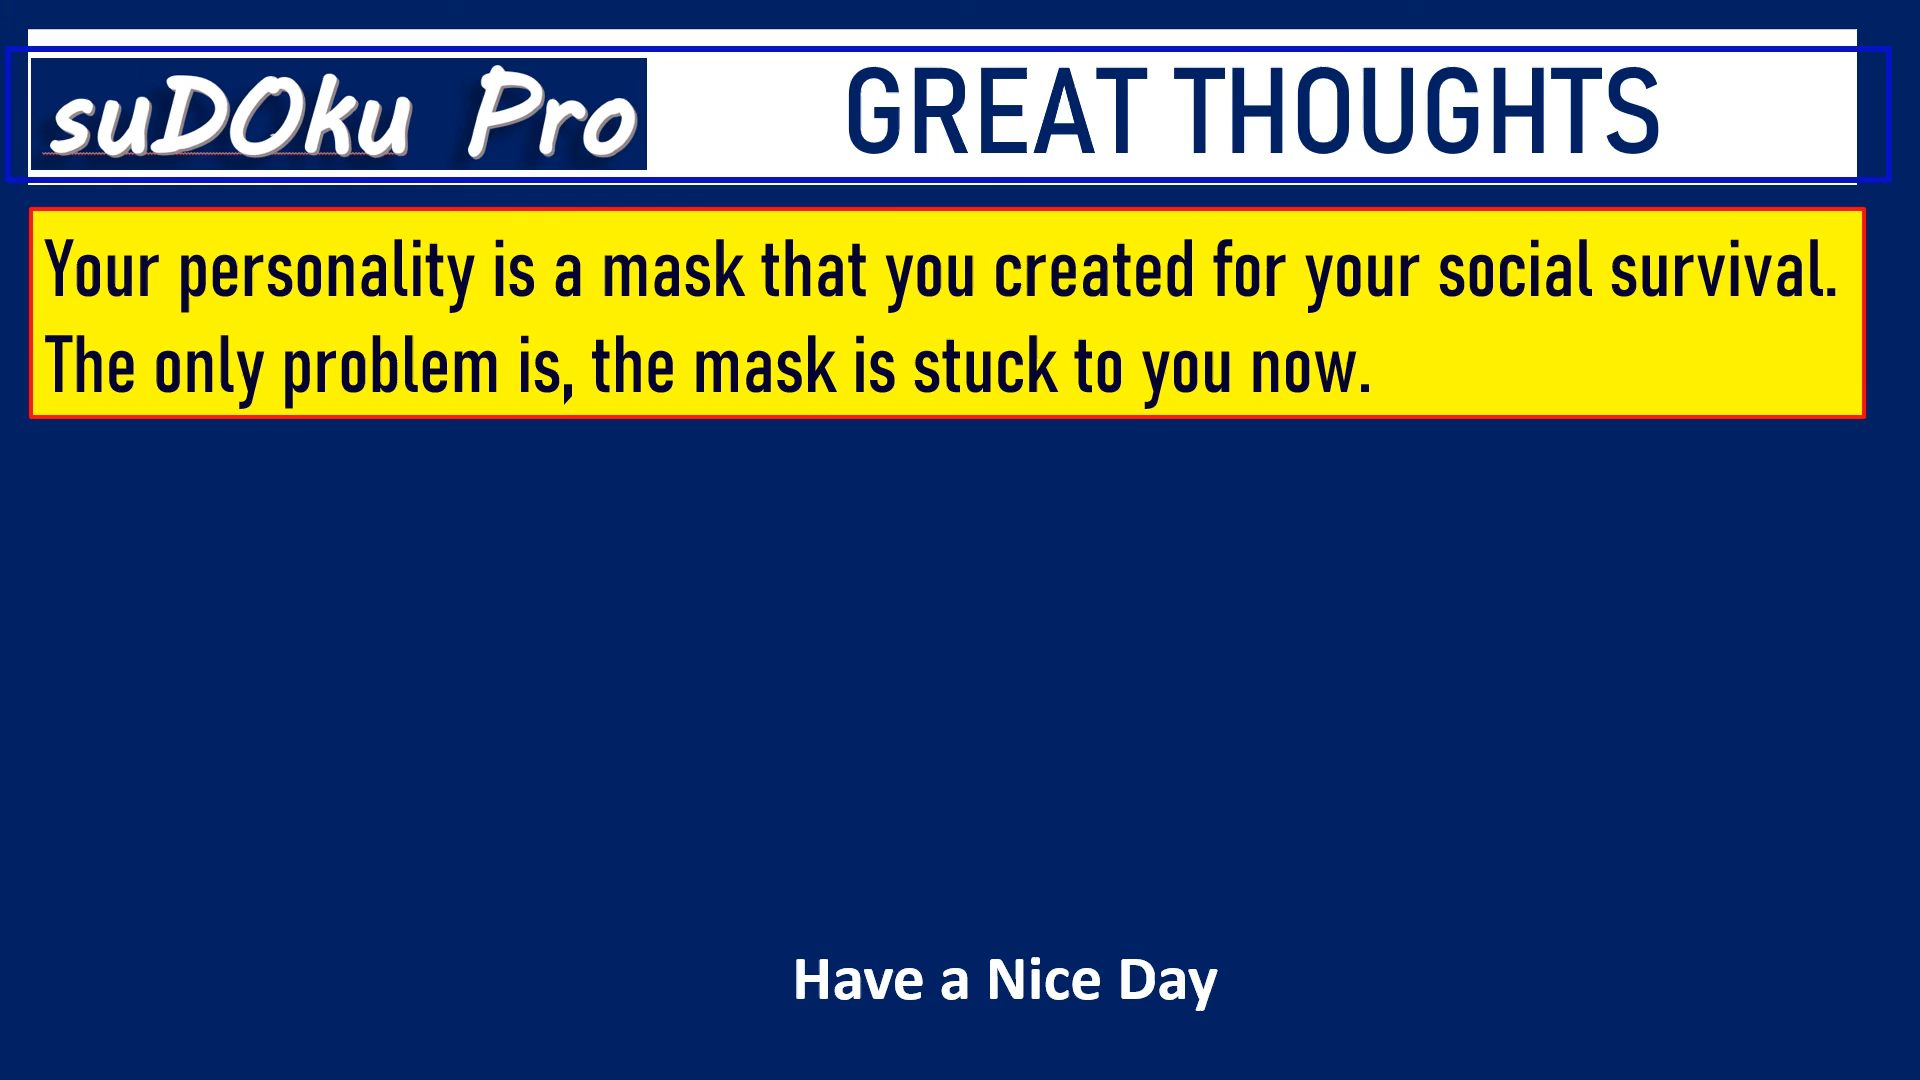 suDOku Pro
GREAT THOUGHTS
Your personality is a mask that you created for your social survival.
The only problem is, the mask is stuck to you now.
Have a Nice Day